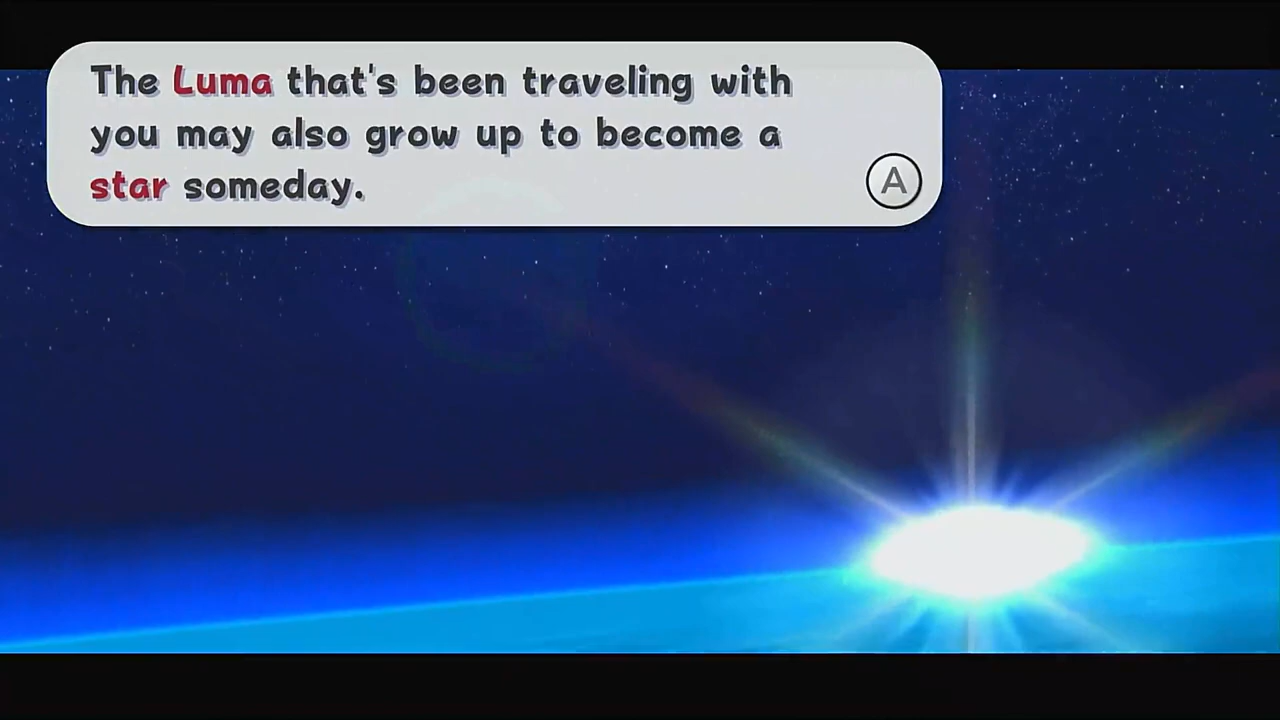 The Luma that's been traveling with
you may also grow up to become a
star someday.
A